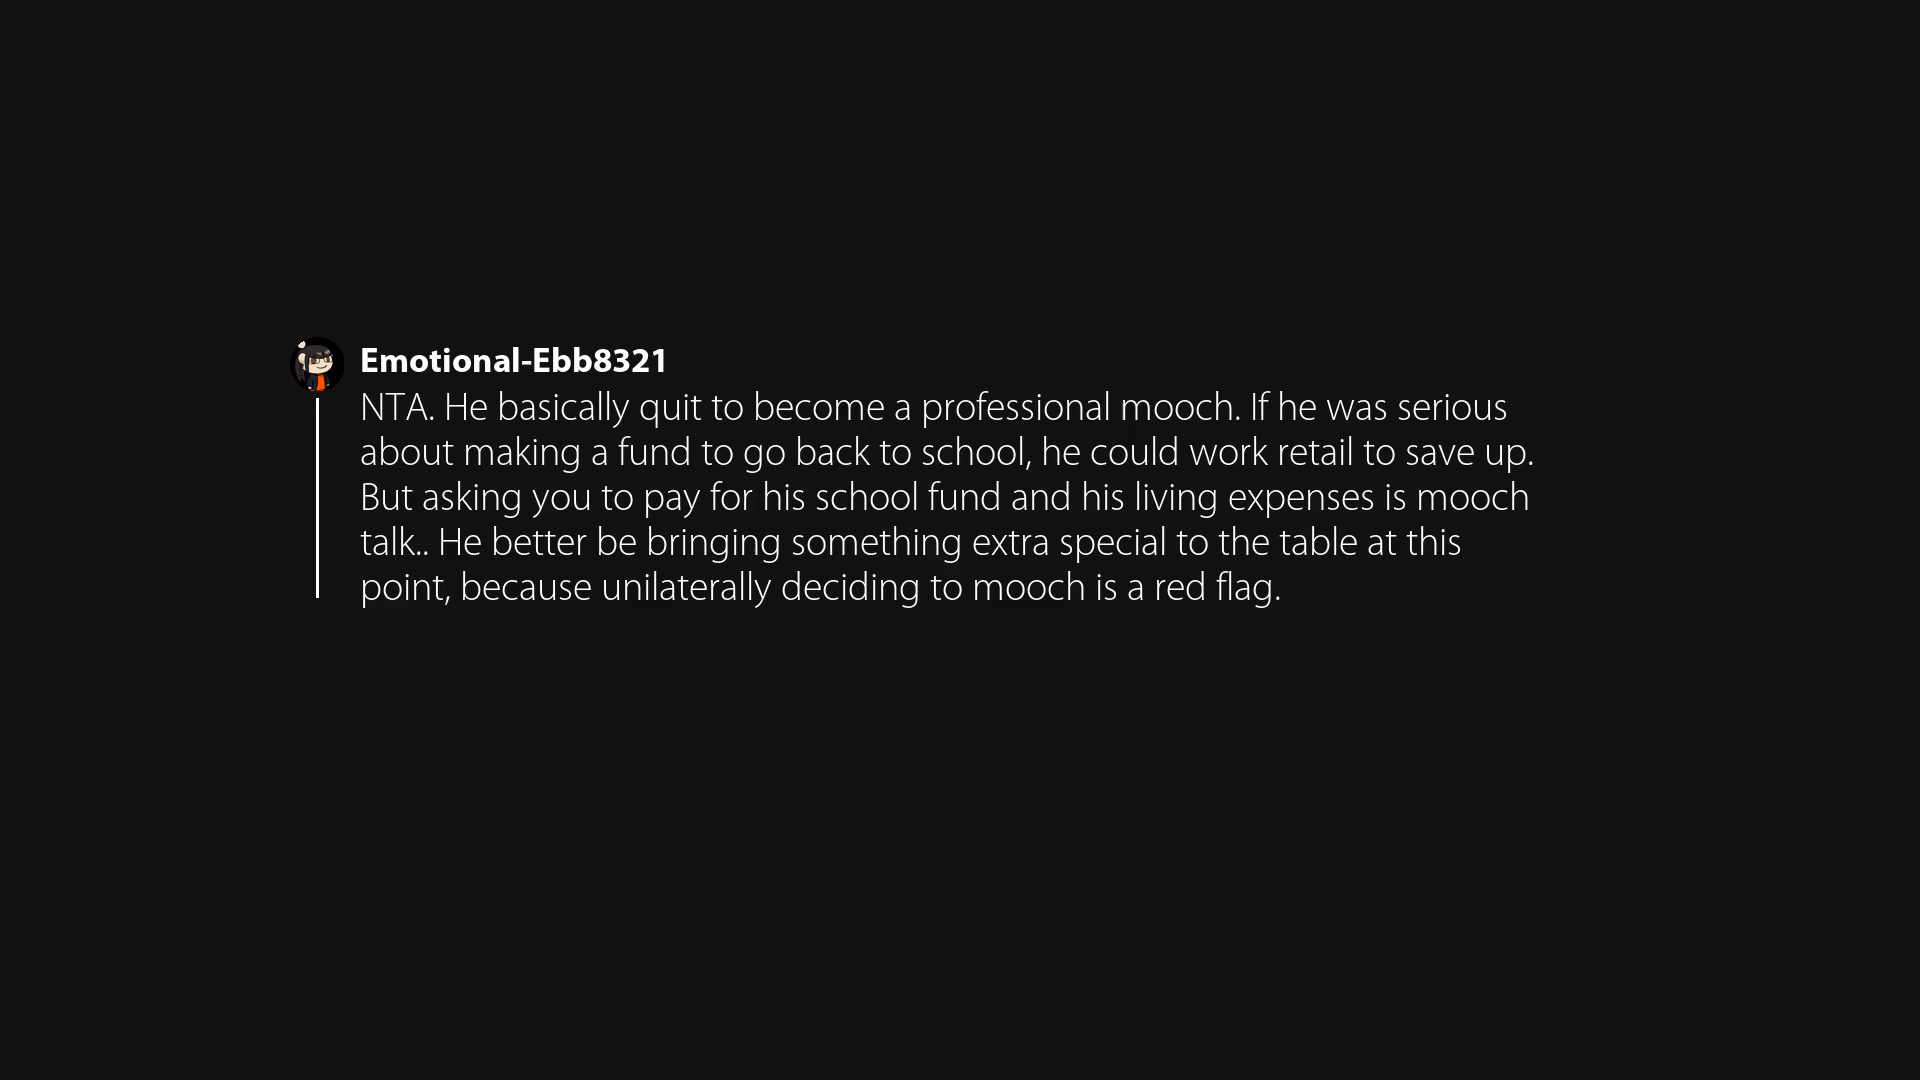 Emotional-Ebb8321
NTA. He basically quit to become a professional mooch. If he was serious
about making a fund to go back to school, he could work retail to save up.
But asking you to pay for his school fund and his living expenses is mooch
talk.. He better be bringing something extra special to the table at this
point, because unilaterally deciding to mooch is a red flag.